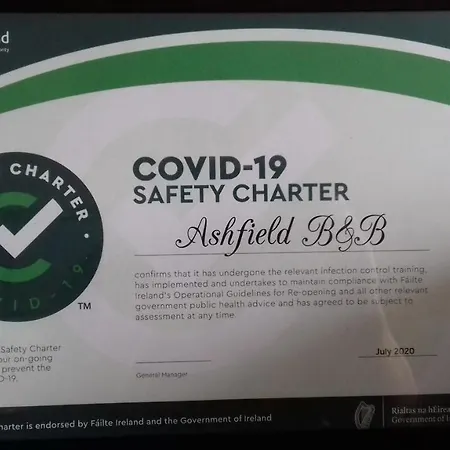 COVID-19
SAFETY CHARTER
Ashfield B&B
confirms that it has undergone the relevant infection control training,
has implemented and undertakes to maintain compliance with Fáilte
Ireland's Operational Guidelines for Re-opening and all other relevant
government public health advice and has agreed to be subject to
assessment at any time.
CHARTER
TM
Safety Charter
our on-going
prevent the
July 2020
General Manager
is endorsed by Fáilte Ireland and the Government of Ireland
Rialtas na
Government of